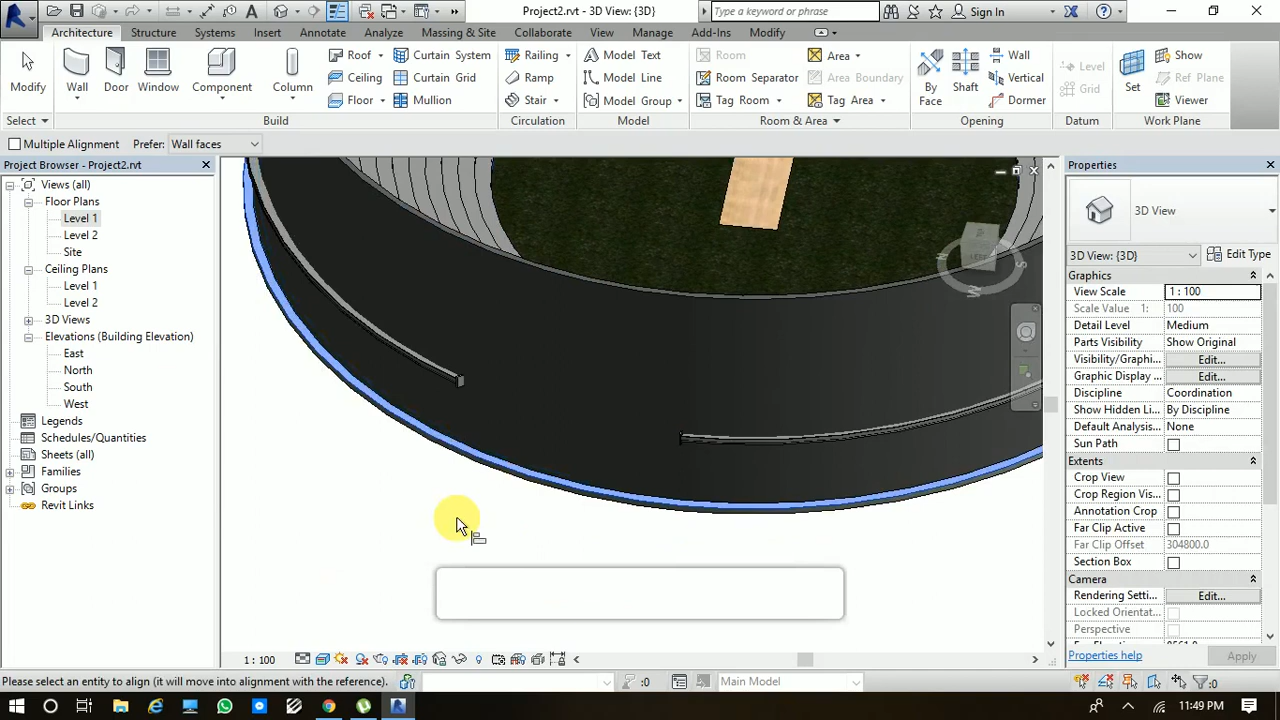 Project2.rvt - 3D View: {3D}
Type a keyword or phrase
Sign In
Architecture Structure Systems Insert Annotate Analyze Massing & Site Collaborate View Manage Add-Ins Modify
Modify
Wall
Door
Window
Component
Column
Roof
Ceiling
Floor
Curtain System
Curtain Grid
Mullion
Railing
Ramp
Stair
Model Text
Model Line
Model Group
Room
Room Separator
Tag Room
Area
Area Boundary
Tag Area
By Face
Shaft
Wall
Vertical
Dormer
Level
Grid
Set
Show
Ref Plane
Viewer
Select Build Circulation Model Room & Area Opening Datum Work Plane
Multiple Alignment Prefer: Wall faces
Project Browser - Project2.rvt
Views (all)
Floor Plans
Level 1
Level 2
Site
Ceiling Plans
Level 1
Level 2
3D Views
Elevations (Building Elevation)
East
North
South
West
Legends
Schedules/Quantities
Sheets (all)
Families
Groups
Revit Links
Properties
3D View
3D View: {3D} Edit Type
Graphics
View Scale 1 : 100
Scale Value 1: 100
Detail Level Medium
Parts Visibility Show Original
Visibility/Graphi... Edit...
Graphic Display ... Edit...
Discipline Coordination
Show Hidden Li... By Discipline
Default Analysis... None
Sun Path
Extents
Crop View
Crop Region Vis...
Annotation Crop
Far Clip Active
Far Clip Offset 304800.0
Section Box
Camera
Rendering Setti... Edit...
Locked Orientat...
Perspective
Properties help Apply
1 : 100
Please select an entity to align (it will move into alignment with the reference).
:0
Main Model
:0
11:49 PM